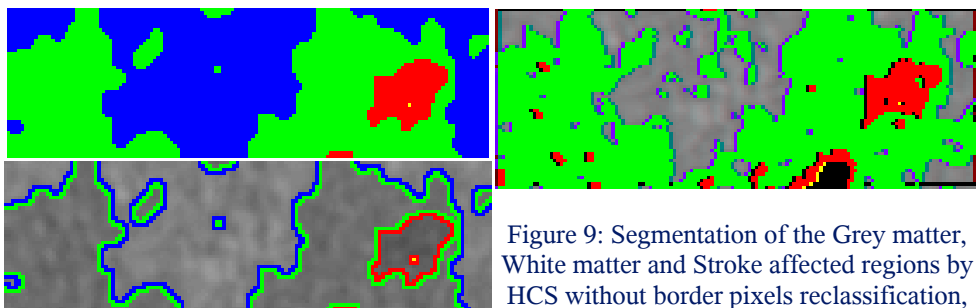 Figure 9: Segmentation of the Grey matter,
White matter and Stroke affected regions by
HCS without border pixels reclassification.